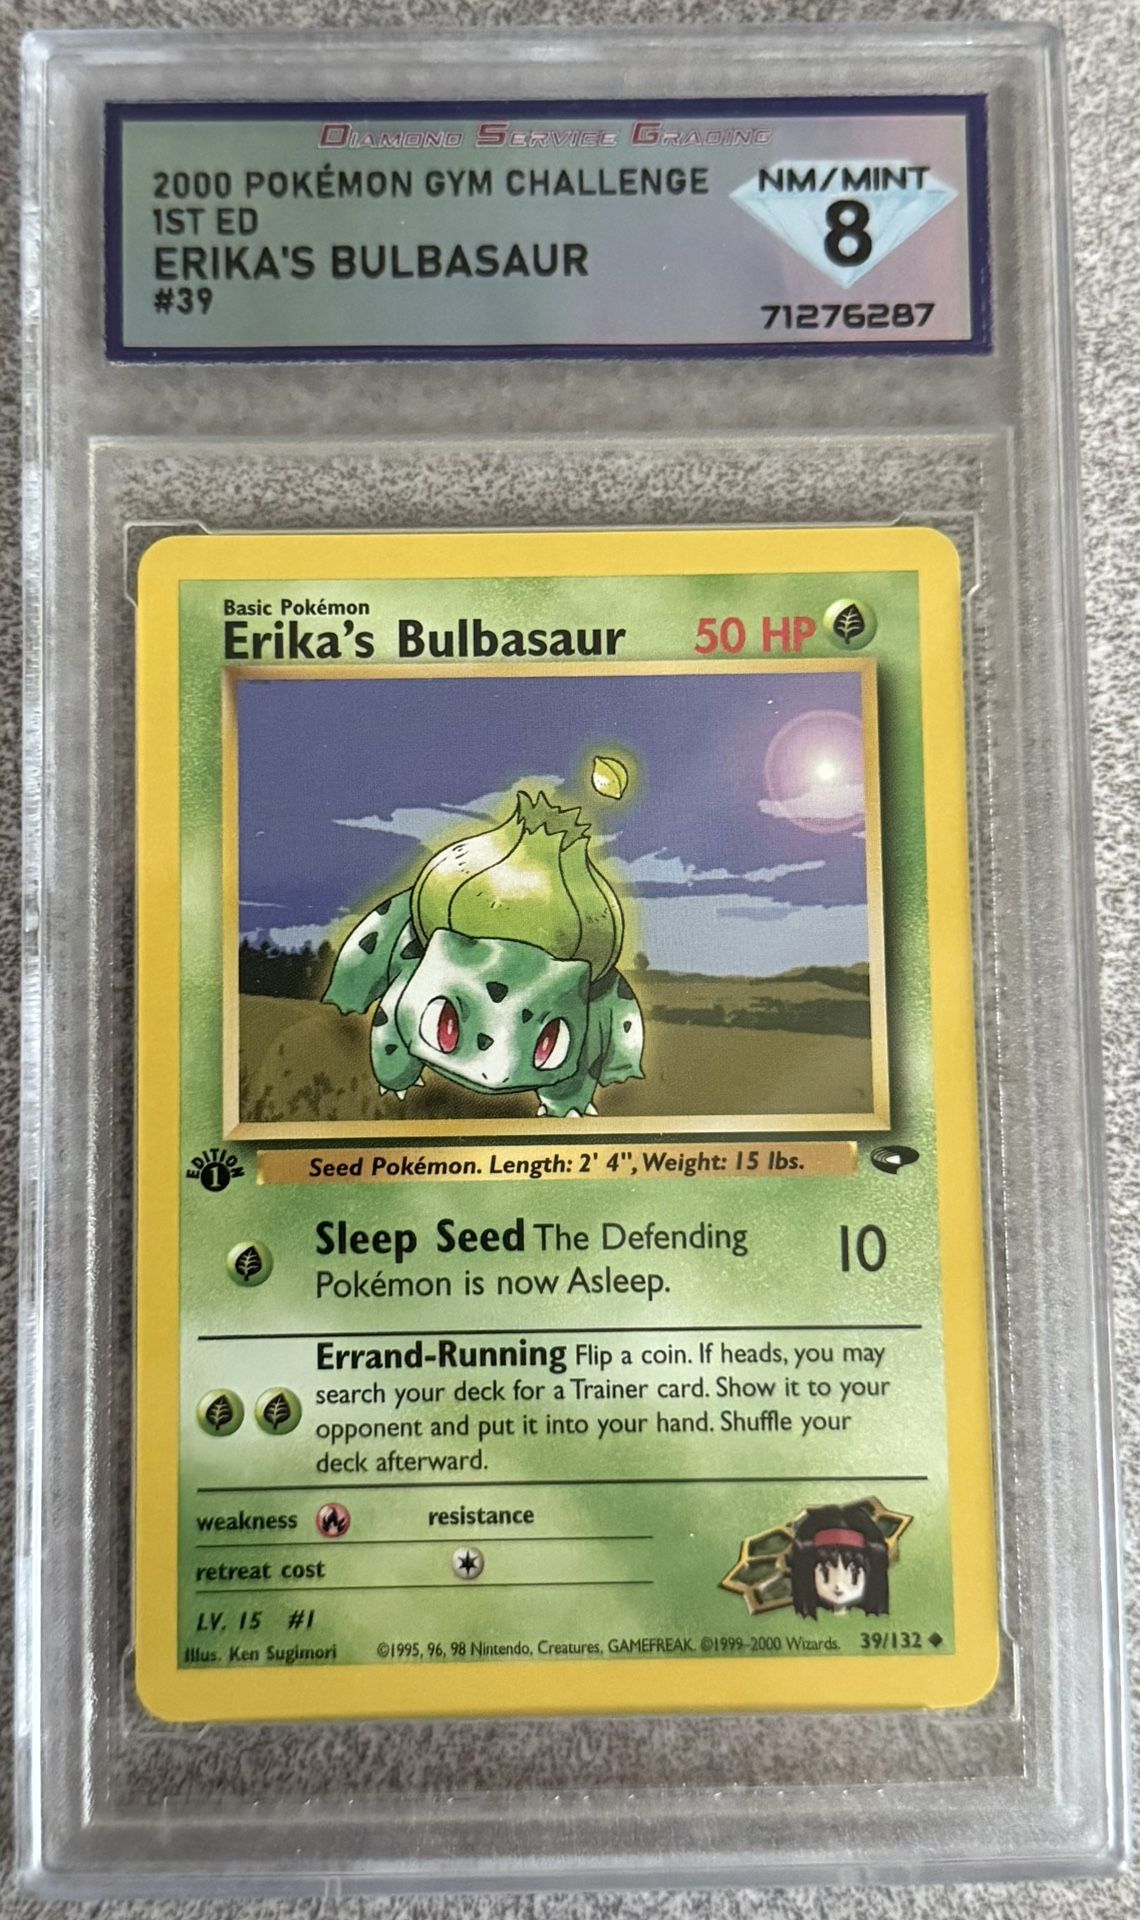 DIAMOND SERVICE GRADING
2000 POKÉMON GYM CHALLENGE
1ST ED
ERIKA'S BULBASAUR
#39
NM/MINT
8
71276287
Basic Pokémon
Erika's Bulbasaur 50 HP
EDITION
1
Seed Pokémon. Length: 2' 4", Weight: 15 lbs.
Sleep Seed The Defending
Pokémon is now Asleep.
10
Errand-Running Flip a coin. If heads, you may
search your deck for a Trainer card. Show it to your
opponent and put it into your hand. Shuffle your
deck afterward.
weakness resistance
retreat cost
LV. 15 #1
Illus. Ken Sugimori ©1995, 96, 98 Nintendo, Creatures, GAMEFREAK. ©1999-2000 Wizards. 39/132 ◆